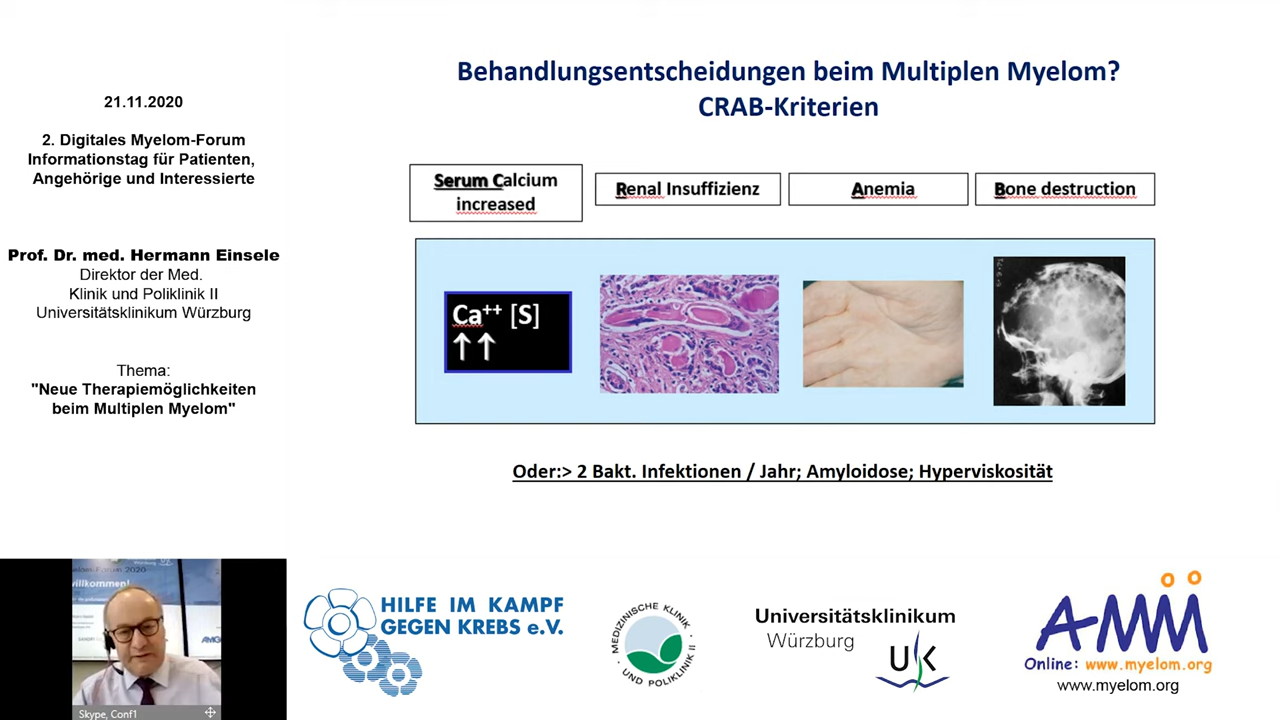 Behandlungsentscheidungen beim Multiplen Myelom?
CRAB-Kriterien
21.11.2020
2. Digitales Myelom-Forum
Informationstag für Patienten,
Angehörige und Interessierte
Prof. Dr. med. Hermann Einsele
Direktor der Med.
Klinik und Poliklinik II
Universitätsklinikum Würzburg
Thema:
"Neue Therapiemöglichkeiten
beim Multiplen Myelom"
Serum Calcium
increased
Renal Insuffizienz
Anemia
Bone destruction
Ca++ [S]
↑↑
Oder:> 2 Bakt. Infektionen / Jahr; Amyloidose; Hyperviskosität
willkommen!
Skype, Conf1
HILFE IM KAMPF
GEGEN KREBS e.V.
MEDIZINISCHE KLINIK
UND POLIKLINIK II
Universitätsklinikum
Würzburg
UK
AMM
Online: www.myelom.org
www.myelom.org